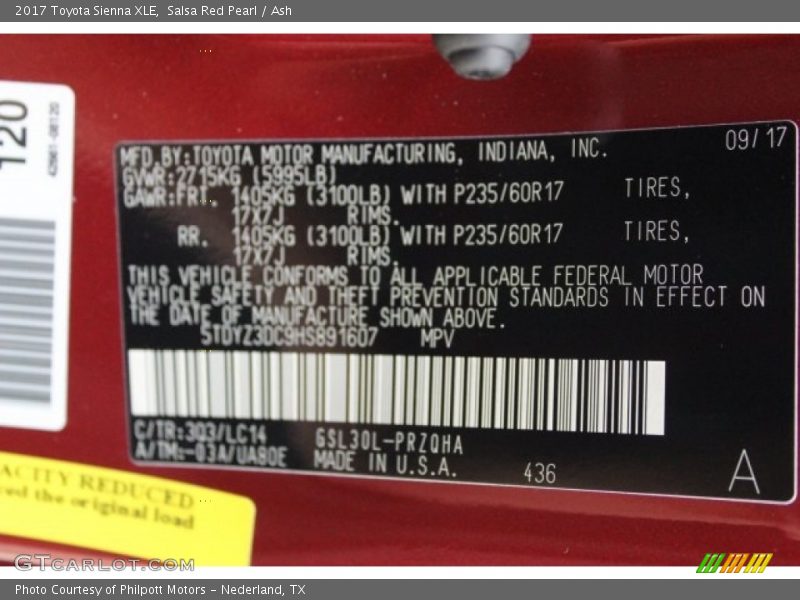 2017 Toyota Sienna XLE,  Salsa Red Pearl / Ash
120
42661-08120
09/17
MFD.BY:TOYOTA MOTOR MANUFACTURING, INDIANA, INC.
GVWR:2715KG (5995LB)
GAWR:FRT. 1405KG (3100LB) WITH P235/60R17 TIRES,
17X7J RIMS.
RR. 1405KG (3100LB) WITH P235/60R17 TIRES,
17X7J RIMS.
THIS VEHICLE CONFORMS TO ALL APPLICABLE FEDERAL MOTOR
VEHICLE SAFETY AND THEFT PREVENTION STANDARDS IN EFFECT ON
THE DATE OF MANUFACTURE SHOWN ABOVE.
5TDYZ3DC9HS891607 MPV
C/TR:3Q3/LC14 GSL30L-PRZQHA
A/TM:-03A/UA80E MADE IN U.S.A. 436 A
ACITY REDUCED
ced the original load
GTcarlot.com
Photo Courtesy of Philpott Motors - Nederland, TX